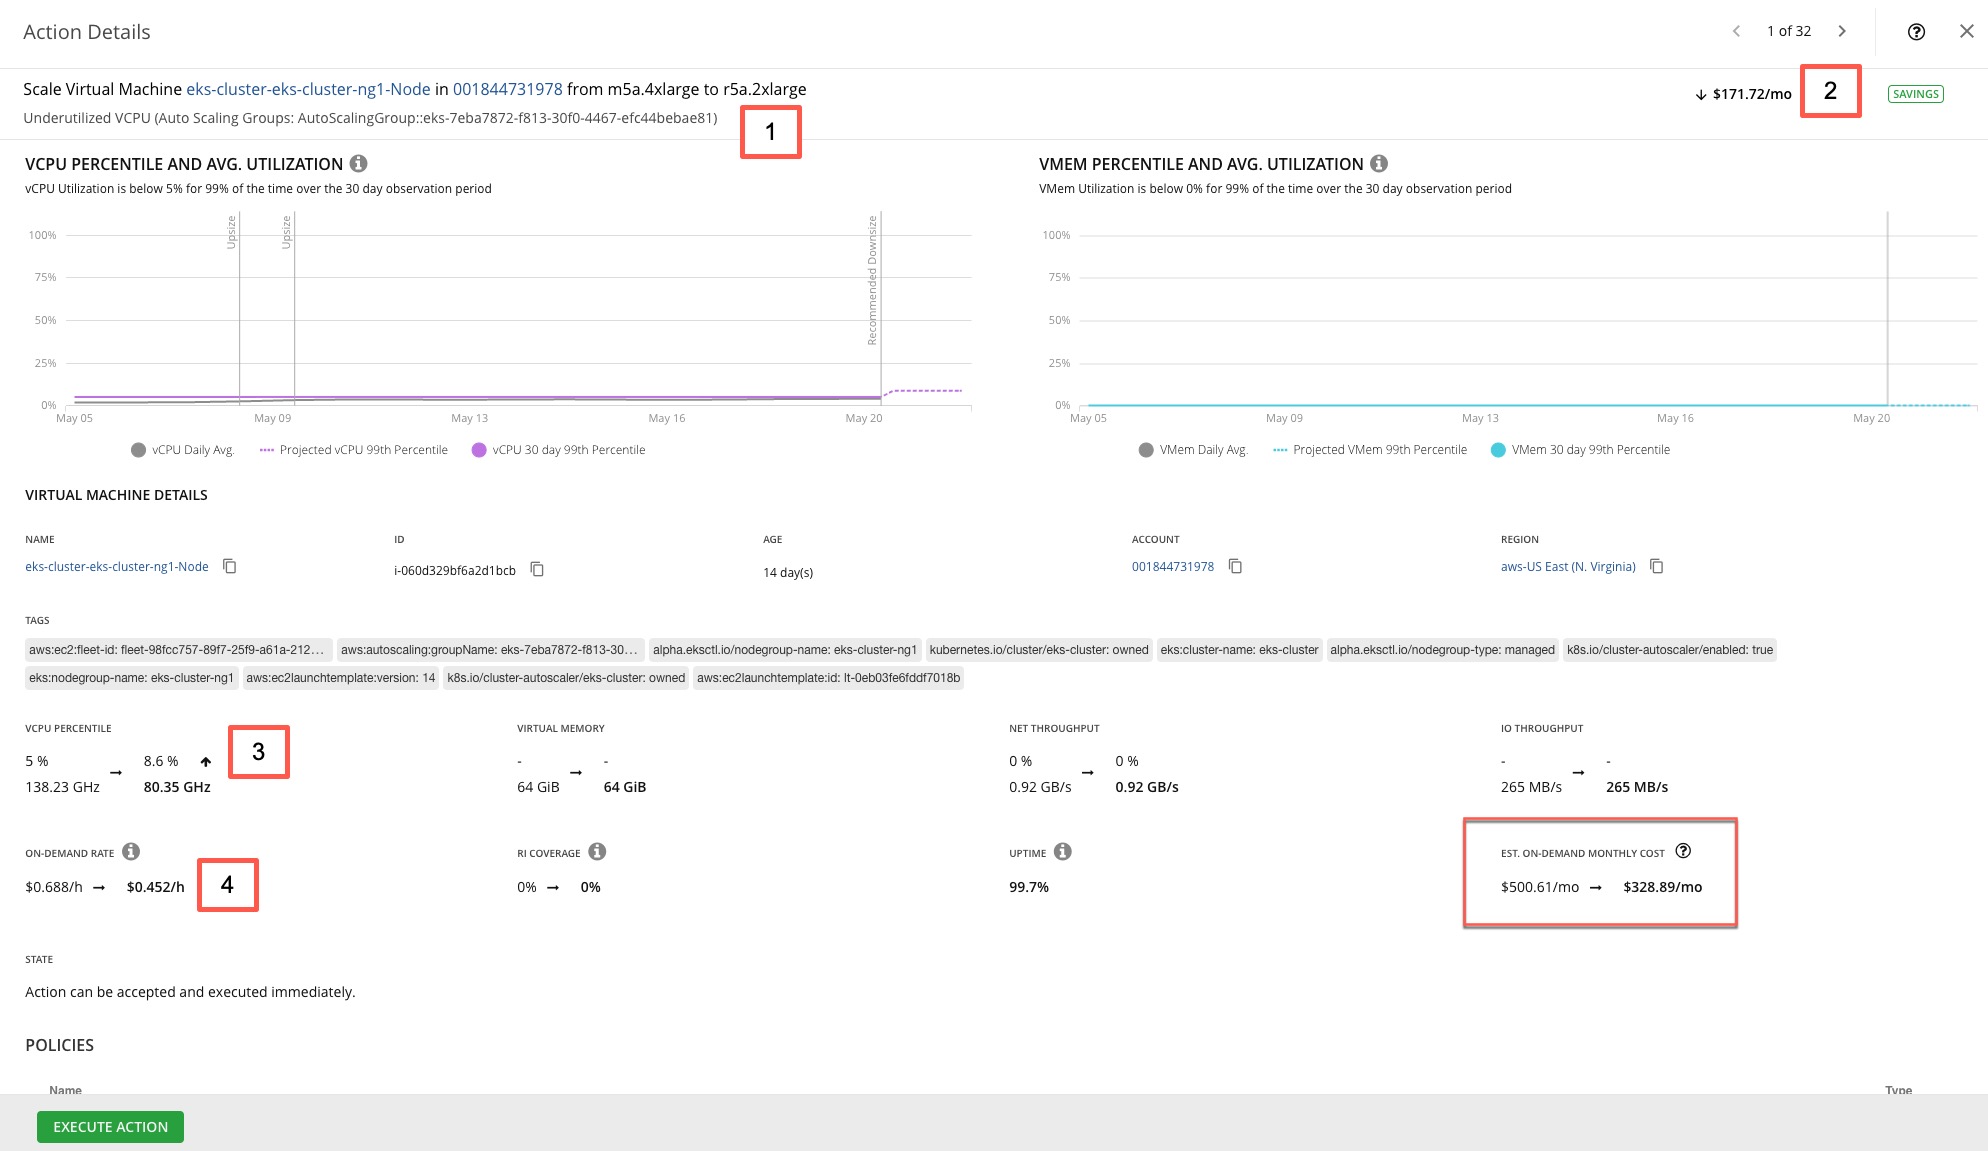 Action Details
1 of 32
Scale Virtual Machine eks-cluster-eks-cluster-ng1-Node in 001844731978 from m5a.4xlarge to r5a.2xlarge
$171.72/mo
2
SAVINGS
Underutilized VCPU (Auto Scaling Groups: AutoScalingGroup::eks-7eba7872-f813-30f0-4467-efc44bebae81)
1
VCPU PERCENTILE AND AVG. UTILIZATION
vCPU Utilization is below 5% for 99% of the time over the 30 day observation period
100%
75%
50%
25%
0%
Upsize
Upsize
Recommended Downsize
May 05 May 09 May 13 May 16 May 20
vCPU Daily Avg. Projected vCPU 99th Percentile vCPU 30 day 99th Percentile
VMEM PERCENTILE AND AVG. UTILIZATION
VMem Utilization is below 0% for 99% of the time over the 30 day observation period
100%
75%
50%
25%
0%
May 05 May 09 May 13 May 16 May 20
VMem Daily Avg. Projected VMem 99th Percentile VMem 30 day 99th Percentile
VIRTUAL MACHINE DETAILS
NAME ID AGE ACCOUNT REGION
eks-cluster-eks-cluster-ng1-Node i-060d329bf6a2d1bcb 14 day(s) 001844731978 aws-US East (N. Virginia)
TAGS
aws:ec2:fleet-id: fleet-98fcc757-89f7-25f9-a61a-212… aws:autoscaling:groupName: eks-7eba7872-f813-30… alpha.eksctl.io/nodegroup-name: eks-cluster-ng1 kubernetes.io/cluster/eks-cluster: owned eks:cluster-name: eks-cluster alpha.eksctl.io/nodegroup-type: managed k8s.io/cluster-autoscaler/enabled: true
eks:nodegroup-name: eks-cluster-ng1 aws:ec2launchtemplate:version: 14 k8s.io/cluster-autoscaler/eks-cluster: owned aws:ec2launchtemplate:id: lt-0eb03fe6fddf7018b
VCPU PERCENTILE VIRTUAL MEMORY NET THROUGHPUT IO THROUGHPUT
5 % 8.6 % 3 - - 0 % 0 % - -
138.23 GHz → 80.35 GHz 64 GiB → 64 GiB 0.92 GB/s → 0.92 GB/s 265 MB/s → 265 MB/s
ON-DEMAND RATE RI COVERAGE UPTIME EST. ON-DEMAND MONTHLY COST
$0.688/h → $0.452/h 4 0% → 0% 99.7% $500.61/mo → $328.89/mo
STATE
Action can be accepted and executed immediately.
POLICIES
Name Type
EXECUTE ACTION